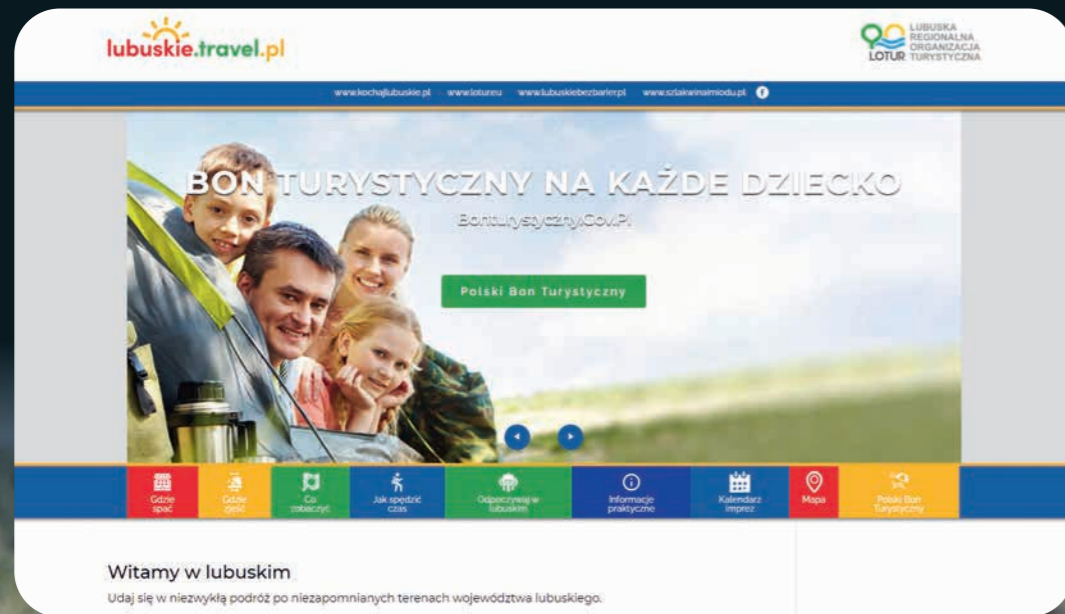 lubuskie.travel.pl
LOTUR
LUBUSKA
REGIONALNA
ORGANIZACJA
TURYSTYCZNA
www.kochajlubuskie.pl www.lotur.eu www.lubuskiebezbarier.pl www.szlakwinaimiodu.pl f
BON TURYSTYCZNY NA KAŻDE DZIECKO
Bonturystyczny.Gov.Pl
Polski Bon Turystyczny
Gdzie
spać
Gdzie
zjeść
Co
zobaczyć
Jak spędzić
czas
Odpoczywaj w
lubuskim
Informacje
praktyczne
Kalendarz
imprez
Mapa
Polski Bon
Turystyczny
Witamy w lubuskim
Udaj się w niezwykłą podróż po niezapomnianych terenach województwa lubuskiego.